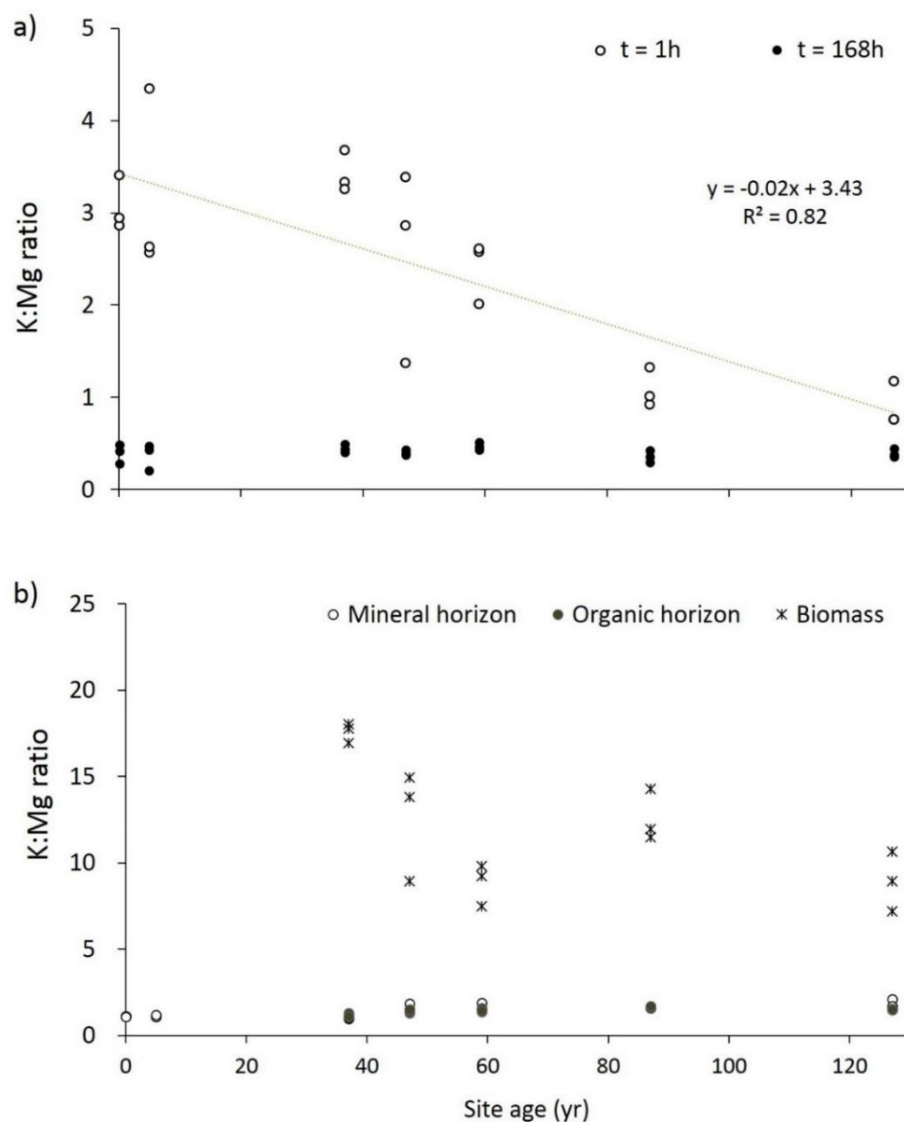 a)
5
t = 1h
t = 168h
4
3
y = -0.02x + 3.43
R² = 0.82
2
1
0
K:Mg ratio
b)
25
Mineral horizon
Organic horizon
Biomass
20
15
10
5
0
K:Mg ratio
0 20 40 60 80 100 120
Site age (yr)